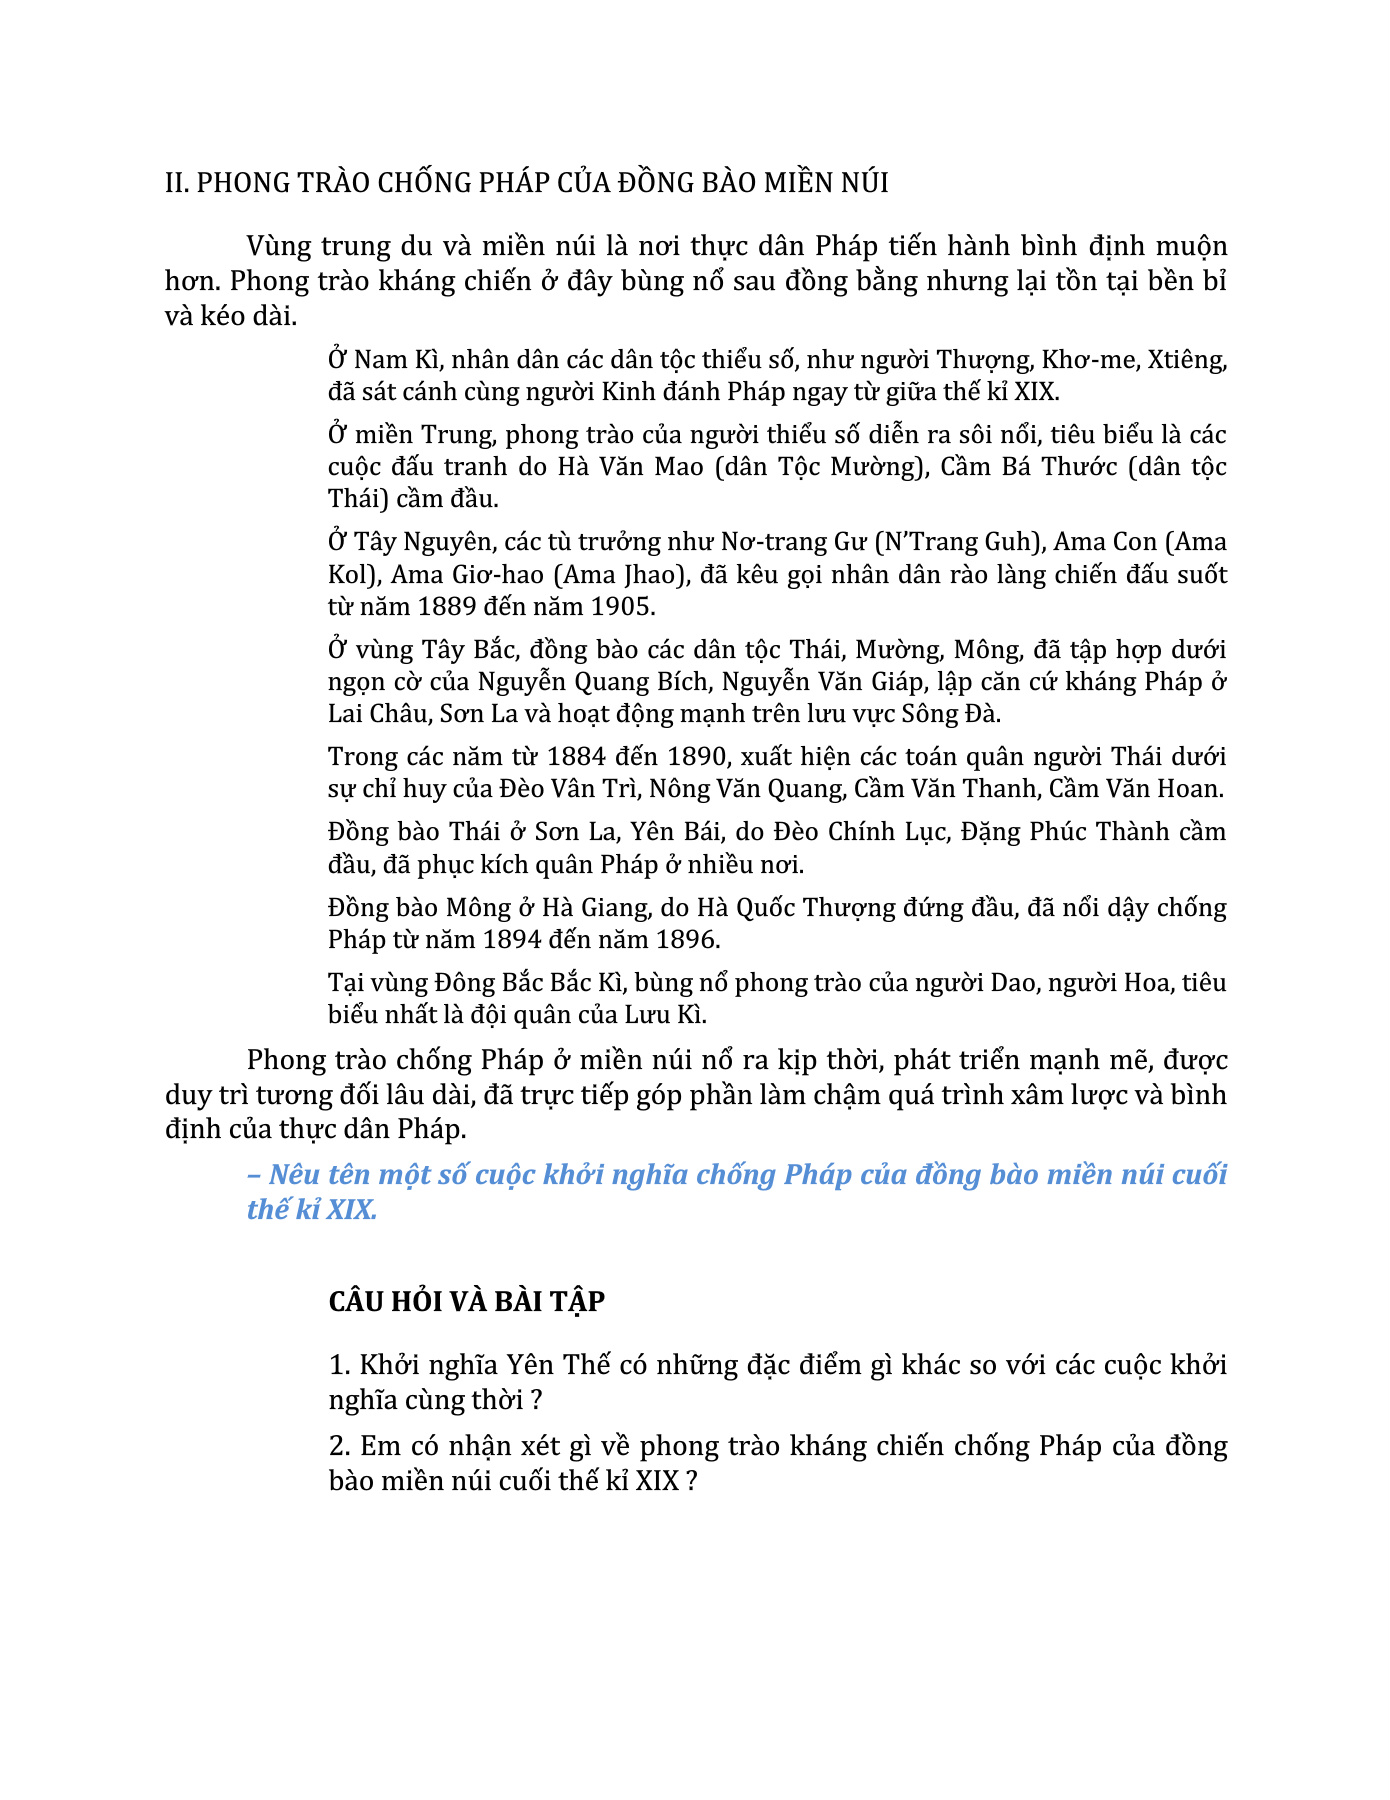 II. PHONG TRÀO CHỐNG PHÁP CỦA ĐỒNG BÀO MIỀN NÚI
Vùng trung du và miền núi là nơi thực dân Pháp tiến hành bình định muộn
hơn. Phong trào kháng chiến ở đây bùng nổ sau đồng bằng nhưng lại tồn tại bền bỉ
và kéo dài.
Ở Nam Kì, nhân dân các dân tộc thiểu số, như người Thượng, Khơ-me, Xtiêng,
đã sát cánh cùng người Kinh đánh Pháp ngay từ giữa thế kỉ XIX.
Ở miền Trung, phong trào của người thiểu số diễn ra sôi nổi, tiêu biểu là các
cuộc đấu tranh do Hà Văn Mao (dân Tộc Mường), Cầm Bá Thước (dân tộc
Thái) cầm đầu.
Ở Tây Nguyên, các tù trưởng như Nơ-trang Gư (N’Trang Guh), Ama Con (Ama
Kol), Ama Giơ-hao (Ama Jhao), đã kêu gọi nhân dân rào làng chiến đấu suốt
từ năm 1889 đến năm 1905.
Ở vùng Tây Bắc, đồng bào các dân tộc Thái, Mường, Mông, đã tập hợp dưới
ngọn cờ của Nguyễn Quang Bích, Nguyễn Văn Giáp, lập căn cứ kháng Pháp ở
Lai Châu, Sơn La và hoạt động mạnh trên lưu vực Sông Đà.
Trong các năm từ 1884 đến 1890, xuất hiện các toán quân người Thái dưới
sự chỉ huy của Đèo Vân Trì, Nông Văn Quang, Cầm Văn Thanh, Cầm Văn Hoan.
Đồng bào Thái ở Sơn La, Yên Bái, do Đèo Chính Lục, Đặng Phúc Thành cầm
đầu, đã phục kích quân Pháp ở nhiều nơi.
Đồng bào Mông ở Hà Giang, do Hà Quốc Thượng đứng đầu, đã nổi dậy chống
Pháp từ năm 1894 đến năm 1896.
Tại vùng Đông Bắc Bắc Kì, bùng nổ phong trào của người Dao, người Hoa, tiêu
biểu nhất là đội quân của Lưu Kì.
Phong trào chống Pháp ở miền núi nổ ra kịp thời, phát triển mạnh mẽ, được
duy trì tương đối lâu dài, đã trực tiếp góp phần làm chậm quá trình xâm lược và bình
định của thực dân Pháp.
– Nêu tên một số cuộc khởi nghĩa chống Pháp của đồng bào miền núi cuối
thế kỉ XIX.
CÂU HỎI VÀ BÀI TẬP
1. Khởi nghĩa Yên Thế có những đặc điểm gì khác so với các cuộc khởi
nghĩa cùng thời ?
2. Em có nhận xét gì về phong trào kháng chiến chống Pháp của đồng
bào miền núi cuối thế kỉ XIX ?